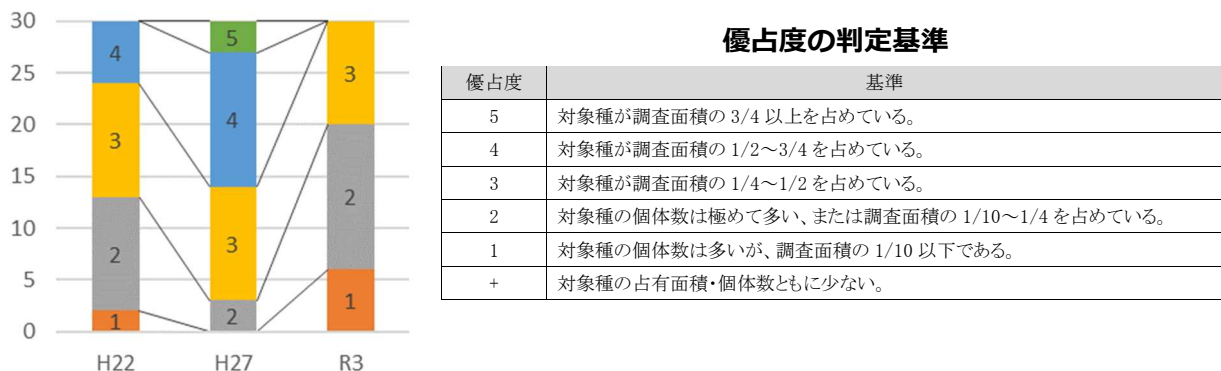 30
25
20
15
10
5
0
4
3
2
1
5
4
3
2
3
2
1
H22
H27
R3
優占度の判定基準
優占度 基準
5 対象種が調査面積の 3/4 以上を占めている。
4 対象種が調査面積の 1/2～3/4 を占めている。
3 対象種が調査面積の 1/4～1/2 を占めている。
2 対象種の個体数は極めて多い、または調査面積の 1/10～1/4 を占めている。
1 対象種の個体数は多いが、調査面積の 1/10 以下である。
+ 対象種の占有面積・個体数ともに少ない。